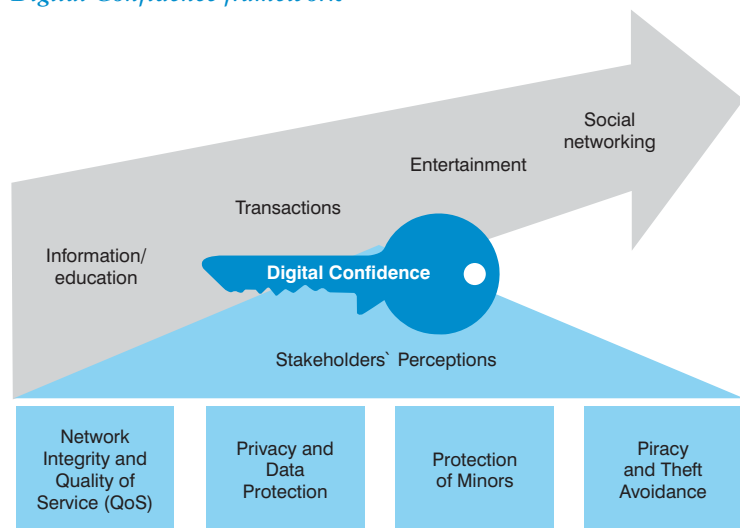 Digital Confidence framework
Social
networking
Entertainment
Transactions
Information/
education
Digital Confidence
Stakeholders` Perceptions
Network
Integrity and
Quality of
Service (QoS)
Privacy and
Data
Protection
Protection
of Minors
Piracy
and Theft
Avoidance